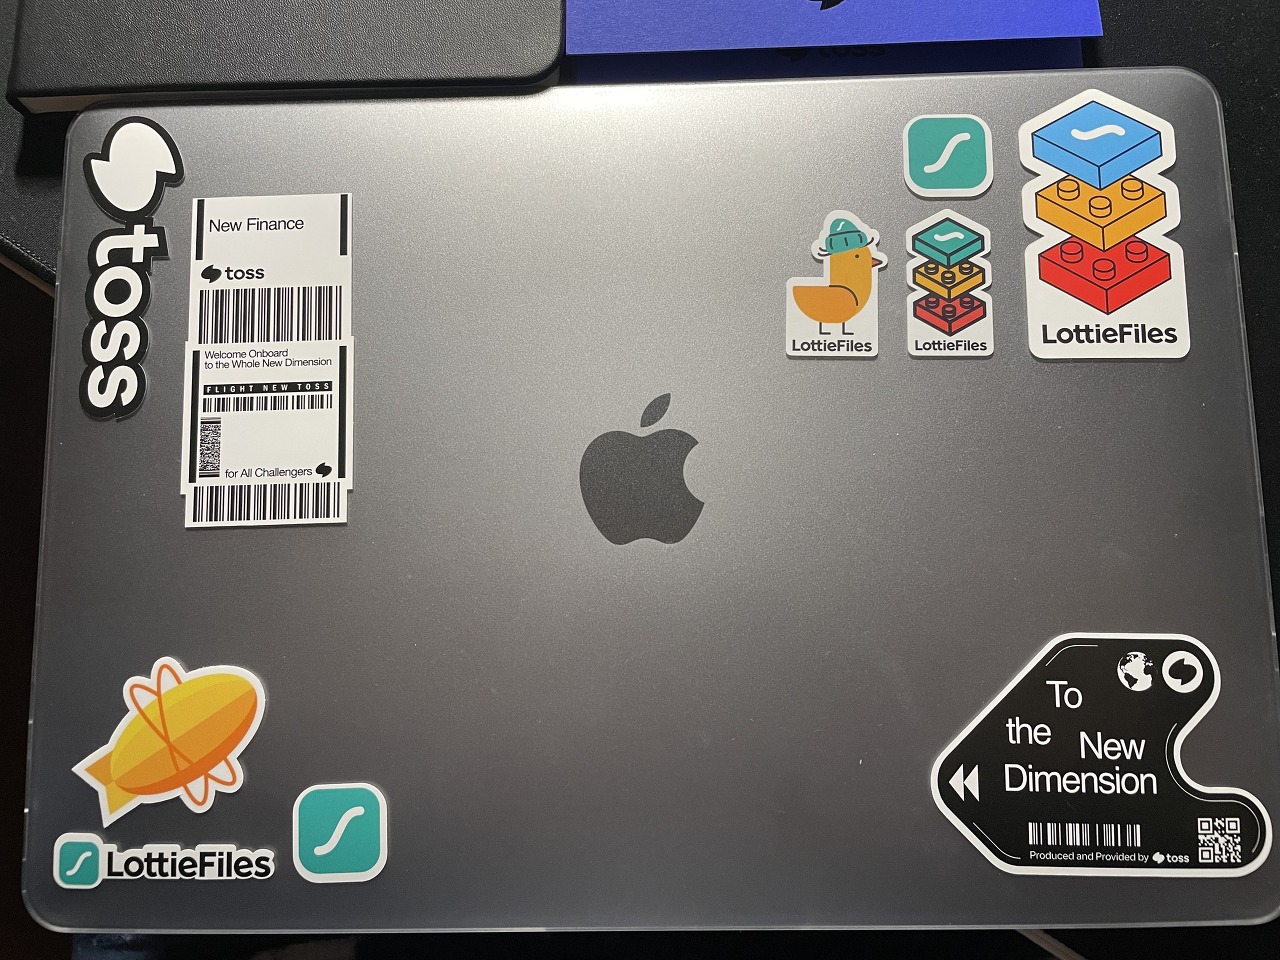 toss
toss
New Finance
toss
Welcome Onboard
to the Whole New Dimension
FLIGHT NEW TOSS
for All Challengers
LottieFiles
LottieFiles
LottieFiles
LottieFiles
To
the New
Dimension
Produced and Provided by toss